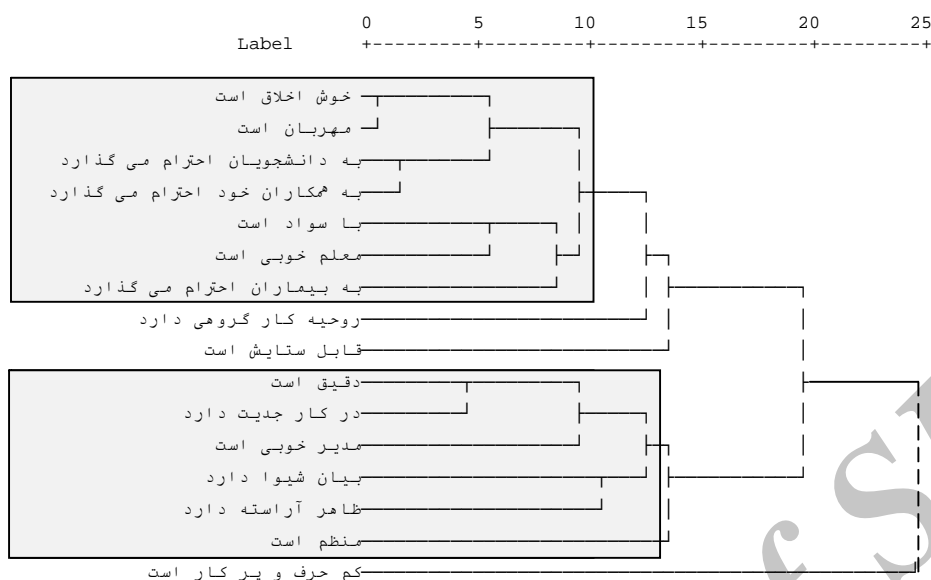 0 5 10 15 20 25
Label
خوش اخلاق است
مهربان است
به دانشجویان احترام می گذارد
به همکاران خود احترام می گذارد
با سواد است
معلم خوبی است
به بیماران احترام می گذارد
روحیه کار گروهی دارد
قابل ستایش است
دقیق است
در کار جدیت دارد
مدیر خوبی است
بیان شیوا دارد
ظاهر آراسته دارد
منظم است
کم حرف و پر کار است
f S